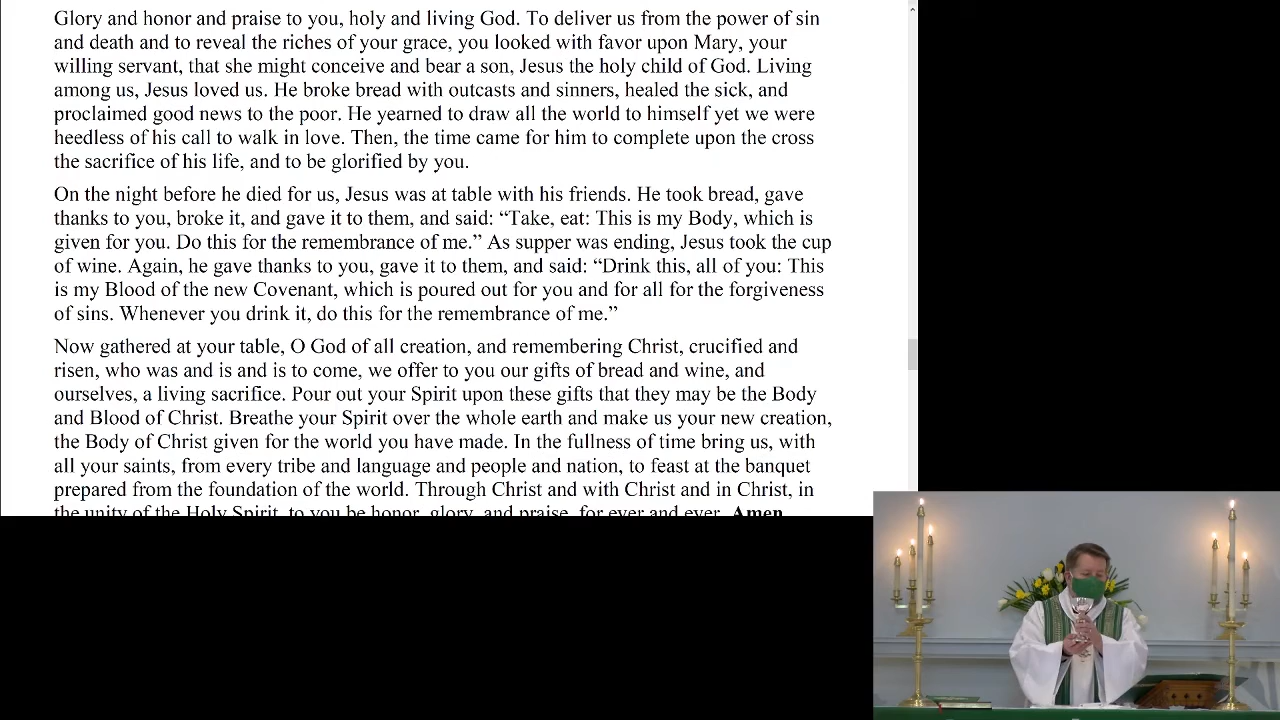 Glory and honor and praise to you, holy and living God. To deliver us from the power of sin
and death and to reveal the riches of your grace, you looked with favor upon Mary, your
willing servant, that she might conceive and bear a son, Jesus the holy child of God. Living
among us, Jesus loved us. He broke bread with outcasts and sinners, healed the sick, and
proclaimed good news to the poor. He yearned to draw all the world to himself yet we were
heedless of his call to walk in love. Then, the time came for him to complete upon the cross
the sacrifice of his life, and to be glorified by you.
On the night before he died for us, Jesus was at table with his friends. He took bread, gave
thanks to you, broke it, and gave it to them, and said: “Take, eat: This is my Body, which is
given for you. Do this for the remembrance of me.” As supper was ending, Jesus took the cup
of wine. Again, he gave thanks to you, gave it to them, and said: “Drink this, all of you: This
is my Blood of the new Covenant, which is poured out for you and for all for the forgiveness
of sins. Whenever you drink it, do this for the remembrance of me.”
Now gathered at your table, O God of all creation, and remembering Christ, crucified and
risen, who was and is and is to come, we offer to you our gifts of bread and wine, and
ourselves, a living sacrifice. Pour out your Spirit upon these gifts that they may be the Body
and Blood of Christ. Breathe your Spirit over the whole earth and make us your new creation,
the Body of Christ given for the world you have made. In the fullness of time bring us, with
all your saints, from every tribe and language and people and nation, to feast at the banquet
prepared from the foundation of the world. Through Christ and with Christ and in Christ, in
the unity of the Holy Spirit, to you be honor, glory, and praise, for ever and ever. Amen